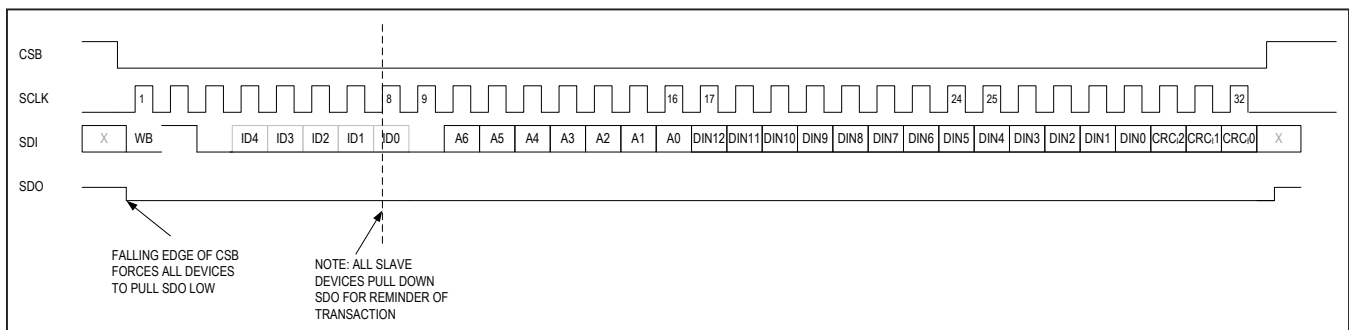 CSB
SCLK 1 8 9 16 17 24 25 32
SDI X WB ID4 ID3 ID2 ID1 ID0 A6 A5 A4 A3 A2 A1 A0 DIN12 DIN11 DIN10 DIN9 DIN8 DIN7 DIN6 DIN5 DIN4 DIN3 DIN2 DIN1 DIN0 CRCI2 CRCI1 CRCI0 X
SDO
FALLING EDGE OF CSB
FORCES ALL DEVICES
TO PULL SDO LOW
NOTE: ALL SLAVE
DEVICES PULL DOWN
SDO FOR REMINDER OF
TRANSACTION